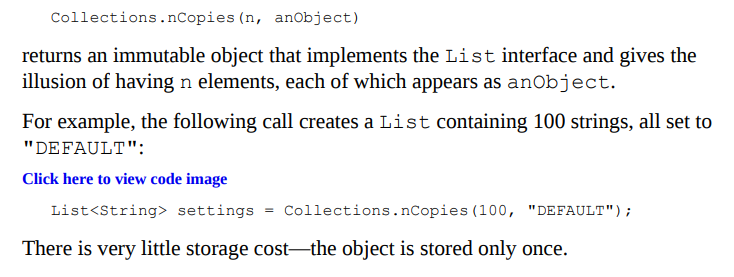 Collections.nCopies(n, anObject)
returns an immutable object that implements the List interface and gives the
illusion of having n elements, each of which appears as anObject.
For example, the following call creates a List containing 100 strings, all set to
"DEFAULT":
Click here to view code image
List<String> settings = Collections.nCopies(100, "DEFAULT");
There is very little storage cost—the object is stored only once.